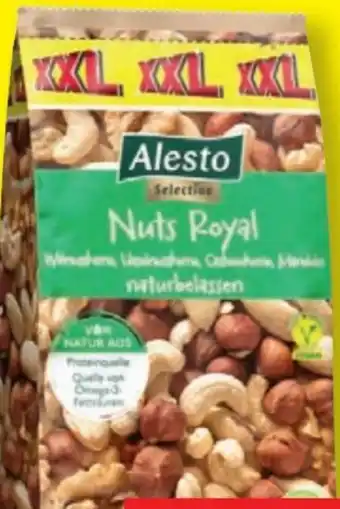 XXL XXL XXL
Alesto
Selection
Nuts Royal
Walnusskerne, Haselnusskerne, Cashewkerne, Mandeln
naturbelassen
VON
NATUR AUS
Proteinquelle
Quelle von
Omega-3-
Fettsäuren
VEGAN